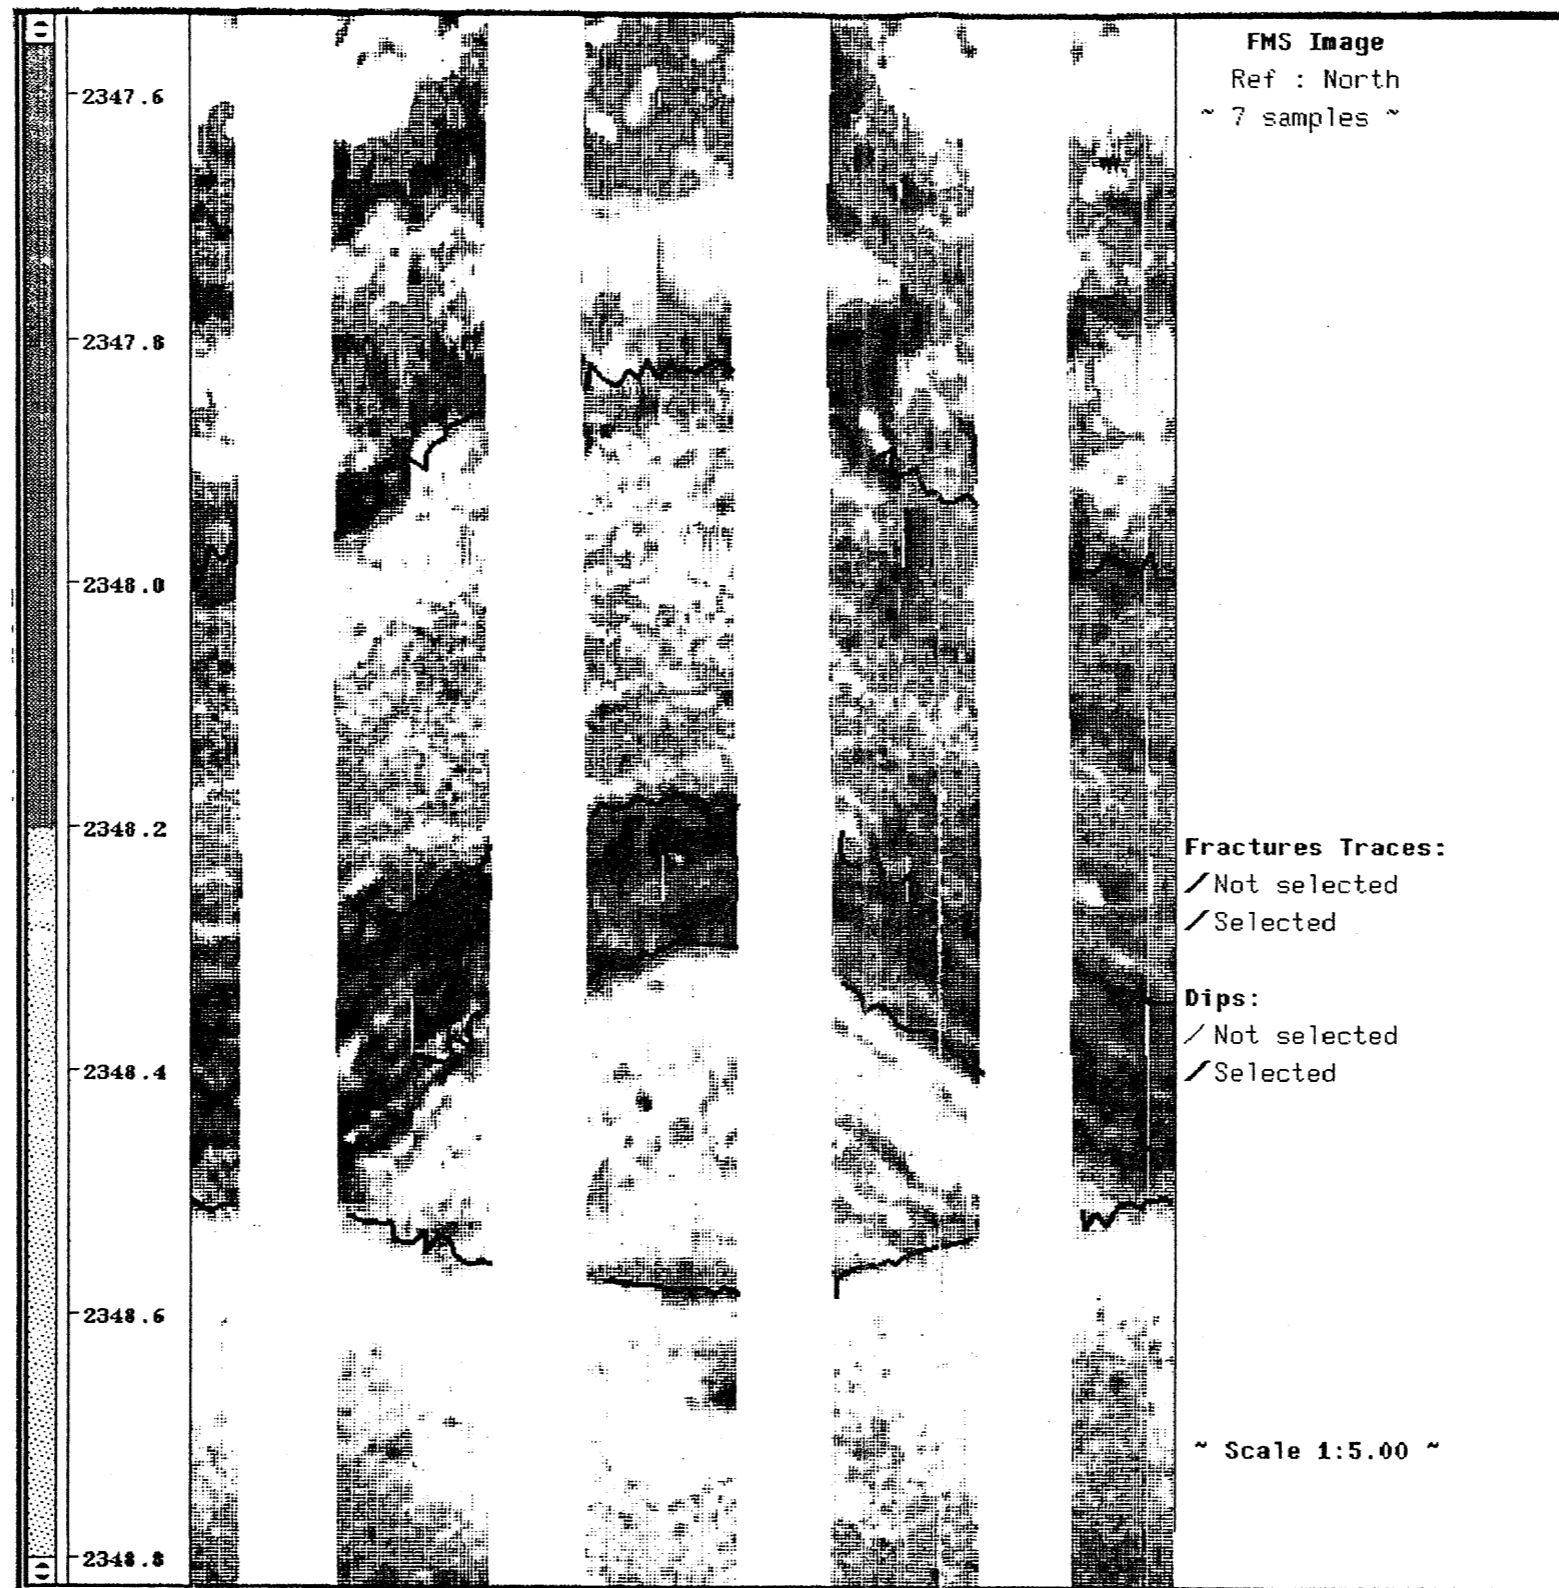 FMS Image
Ref : North
~ 7 samples ~
2347.6
2347.8
2348.0
2348.2
2348.4
2348.6
2348.8
Fractures Traces:
/Not selected
/Selected
Dips:
/Not selected
/Selected
~ Scale 1:5.00 ~